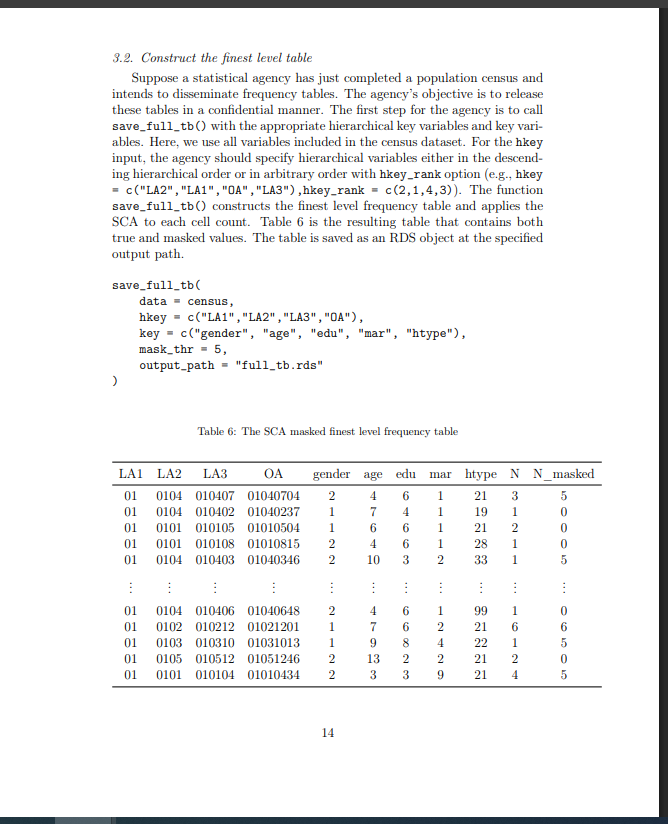 3.2. Construct the finest level table
Suppose a statistical agency has just completed a population census and
intends to disseminate frequency tables. The agency's objective is to release
these tables in a confidential manner. The first step for the agency is to call
save_full_tb() with the appropriate hierarchical key variables and key vari-
ables. Here, we use all variables included in the census dataset. For the hkey
input, the agency should specify hierarchical variables either in the descend-
ing hierarchical order or in arbitrary order with hkey_rank option (e.g., hkey
= c("LA2","LA1","OA","LA3"),hkey_rank = c(2,1,4,3)). The function
save_full_tb() constructs the finest level frequency table and applies the
SCA to each cell count. Table 6 is the resulting table that contains both
true and masked values. The table is saved as an RDS object at the specified
output path.
save_full_tb(
data = census,
hkey = c("LA1","LA2","LA3","OA"),
key = c("gender", "age", "edu", "mar", "htype"),
mask_thr = 5,
output_path = "full_tb.rds"
)
Table 6: The SCA masked finest level frequency table
LA1 LA2 LA3 OA gender age edu mar htype N N_masked
01 0104 010407 01040704 2 4 6 1 21 3 5
01 0104 010402 01040237 1 7 4 1 19 1 0
01 0101 010105 01010504 1 6 6 1 21 2 0
01 0101 010108 01010815 2 4 6 1 28 1 0
01 0104 010403 01040346 2 10 3 2 33 1 5
⋮ ⋮ ⋮ ⋮ ⋮ ⋮ ⋮ ⋮ ⋮ ⋮ ⋮
01 0104 010406 01040648 2 4 6 1 99 1 0
01 0102 010212 01021201 1 7 6 2 21 6 6
01 0103 010310 01031013 1 9 8 4 22 1 5
01 0105 010512 01051246 2 13 2 2 21 2 0
01 0101 010104 01010434 2 3 3 9 21 4 5
14